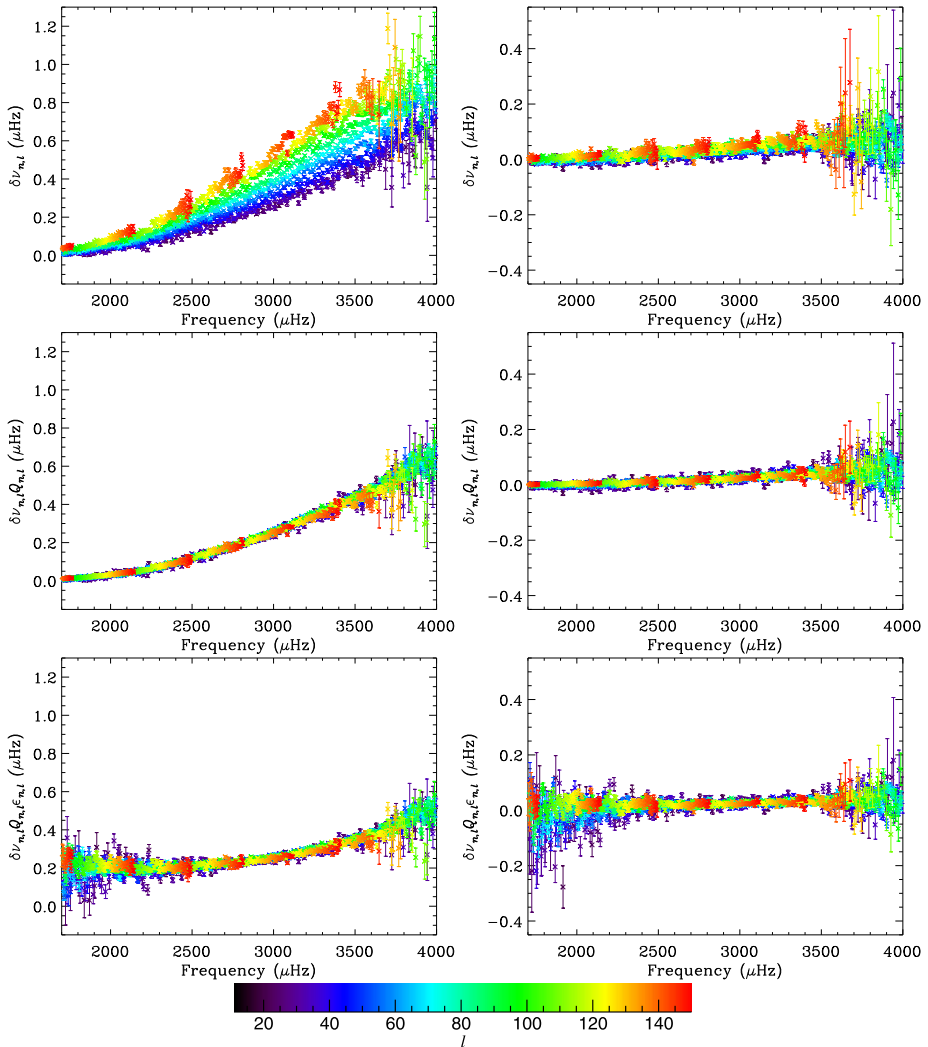 1.2
1.0
0.8
0.6
0.4
0.2
0.0
δν_{n,l} (μHz)
2000 2500 3000 3500 4000
Frequency (μHz)
0.4
0.2
0.0
−0.2
−0.4
δν_{n,l} (μHz)
2000 2500 3000 3500 4000
Frequency (μHz)
1.2
1.0
0.8
0.6
0.4
0.2
0.0
δν_{n,l}Q_{n,l} (μHz)
2000 2500 3000 3500 4000
Frequency (μHz)
0.4
0.2
0.0
−0.2
−0.4
δν_{n,l}Q_{n,l} (μHz)
2000 2500 3000 3500 4000
Frequency (μHz)
1.2
1.0
0.8
0.6
0.4
0.2
0.0
δν_{n,l}Q_{n,l}ε_{n,l} (μHz)
2000 2500 3000 3500 4000
Frequency (μHz)
0.4
0.2
0.0
−0.2
−0.4
δν_{n,l}Q_{n,l}ε_{n,l} (μHz)
2000 2500 3000 3500 4000
Frequency (μHz)
20 40 60 80 100 120 140
l